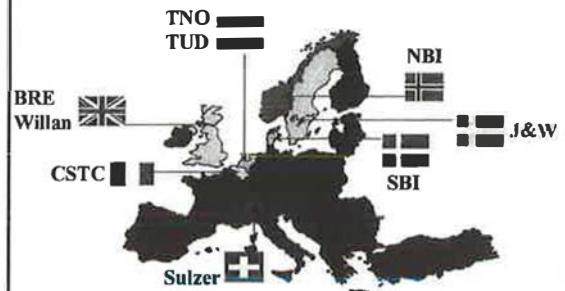 TNO
TUD
NBI
BRE
Willan
J&W
CSTC
SBI
Sulzer